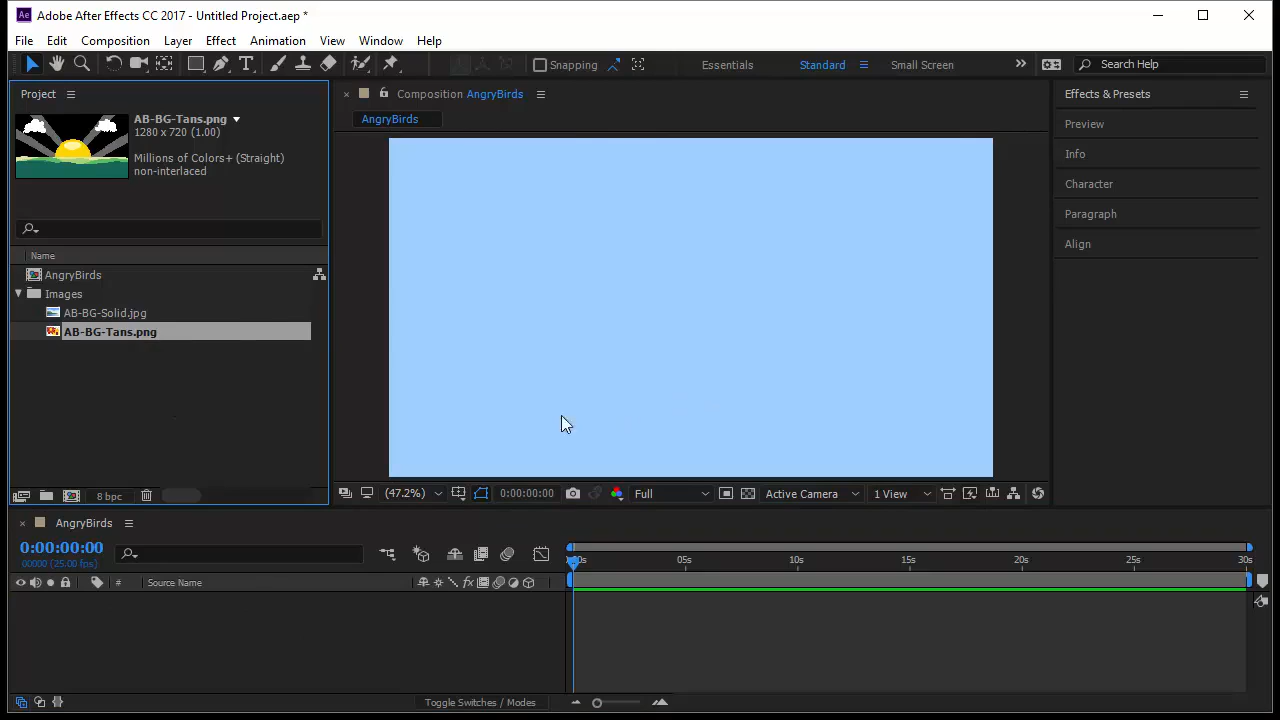 Adobe After Effects CC 2017 - Untitled Project.aep *
File Edit Composition Layer Effect Animation View Window Help
Snapping Essentials Standard Small Screen Search Help
Project
AB-BG-Tans.png
1280 x 720 (1.00)
Millions of Colors+ (Straight)
non-interlaced
Name
AngryBirds
Images
AB-BG-Solid.jpg
AB-BG-Tans.png
8 bpc
Composition AngryBirds
AngryBirds
(47.2%) 0:00:00:00 Full Active Camera 1 View
Effects & Presets
Preview
Info
Character
Paragraph
Align
AngryBirds
0:00:00:00
00000 (25.00 fps)
# Source Name
05s 10s 15s 20s 25s 30s
Toggle Switches / Modes